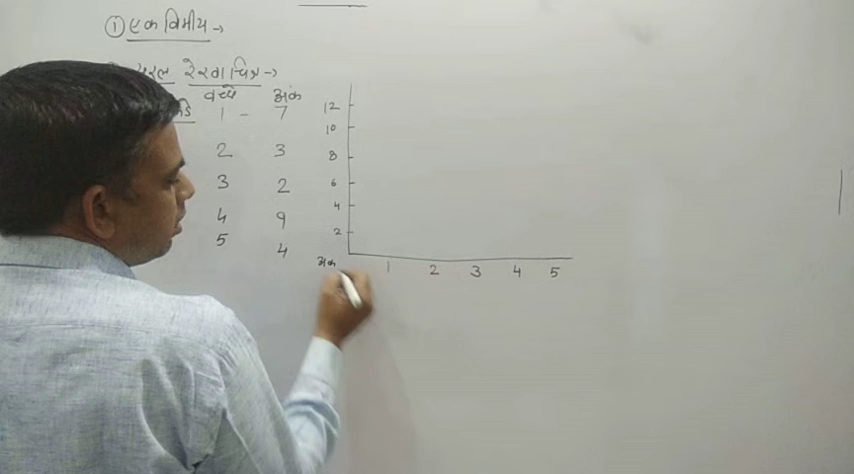 ① एक विमीय →
सरल रेखाचित्र →
बच्चे अंक
1 - 7
2 3
3 2
4 9
5 4
12
10
8
6
4
2
अंक
1 2 3 4 5